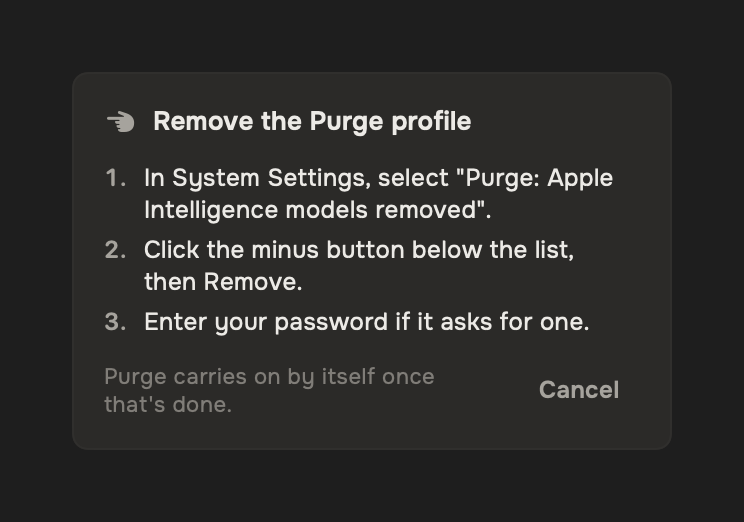 Remove the Purge profile
1. In System Settings, select "Purge: Apple
Intelligence models removed".
2. Click the minus button below the list,
then Remove.
3. Enter your password if it asks for one.
Purge carries on by itself once
that's done.
Cancel